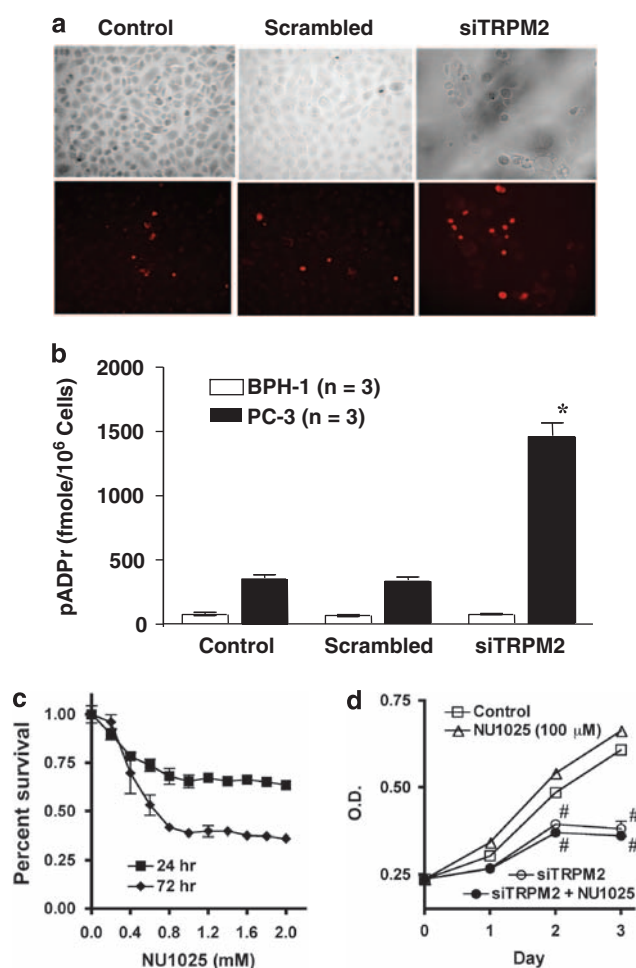 a Control Scrambled siTRPM2
b
2000
1500
1000
500
0
pADPr (fmole/10⁶ Cells)
BPH-1 (n = 3)
PC-3 (n = 3)
*
Control Scrambled siTRPM2
c
1.00
0.75
0.50
0.25
0.00
Percent survival
24 hr
72 hr
0.0 0.4 0.8 1.2 1.6 2.0
NU1025 (mM)
d
0.75
0.50
0.25
O.D.
Control
NU1025 (100 μM)
# #
# #
siTRPM2
siTRPM2 + NU1025
0 1 2 3
Day